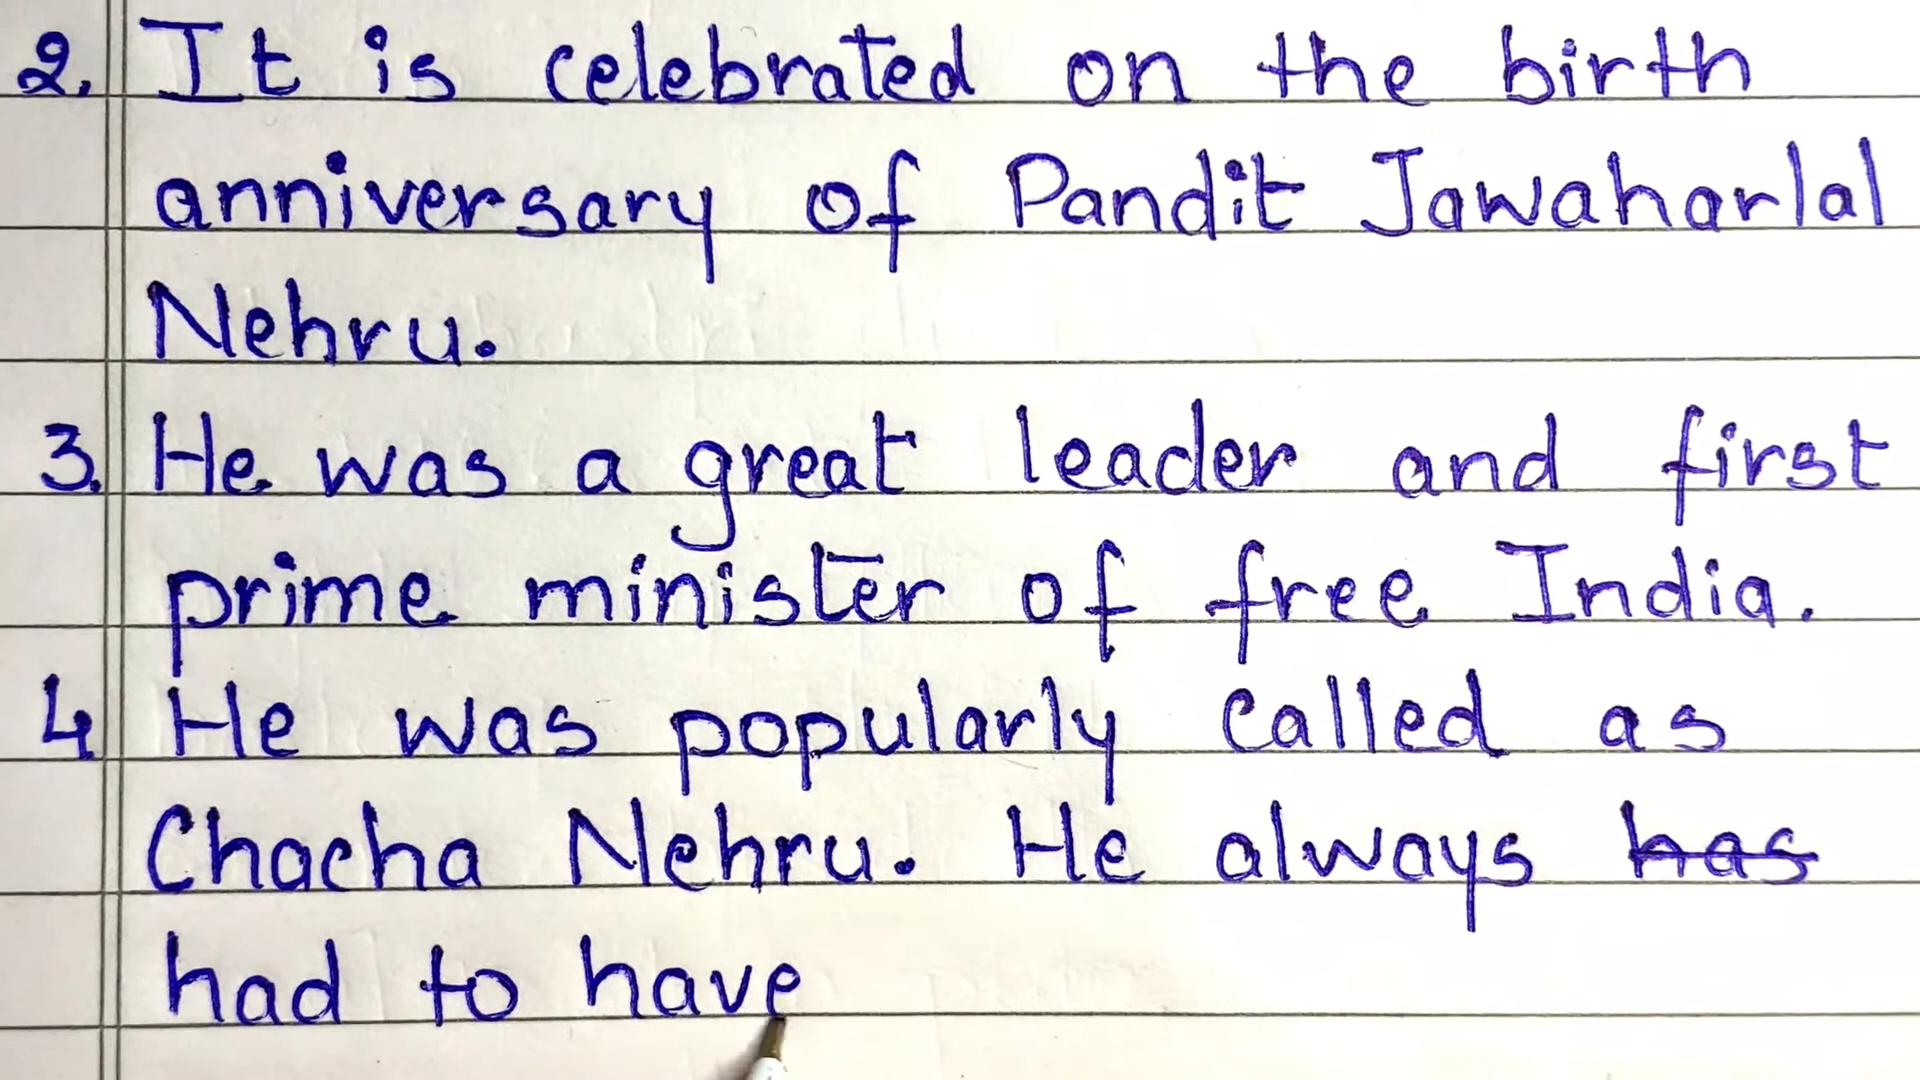 2. It is celebrated on the birth
anniversary of Pandit Jawaharlal
Nehru.
3. He was a great leader and first
prime minister of free India.
4. He was popularly called as
Chacha Nehru. He always has
had to have